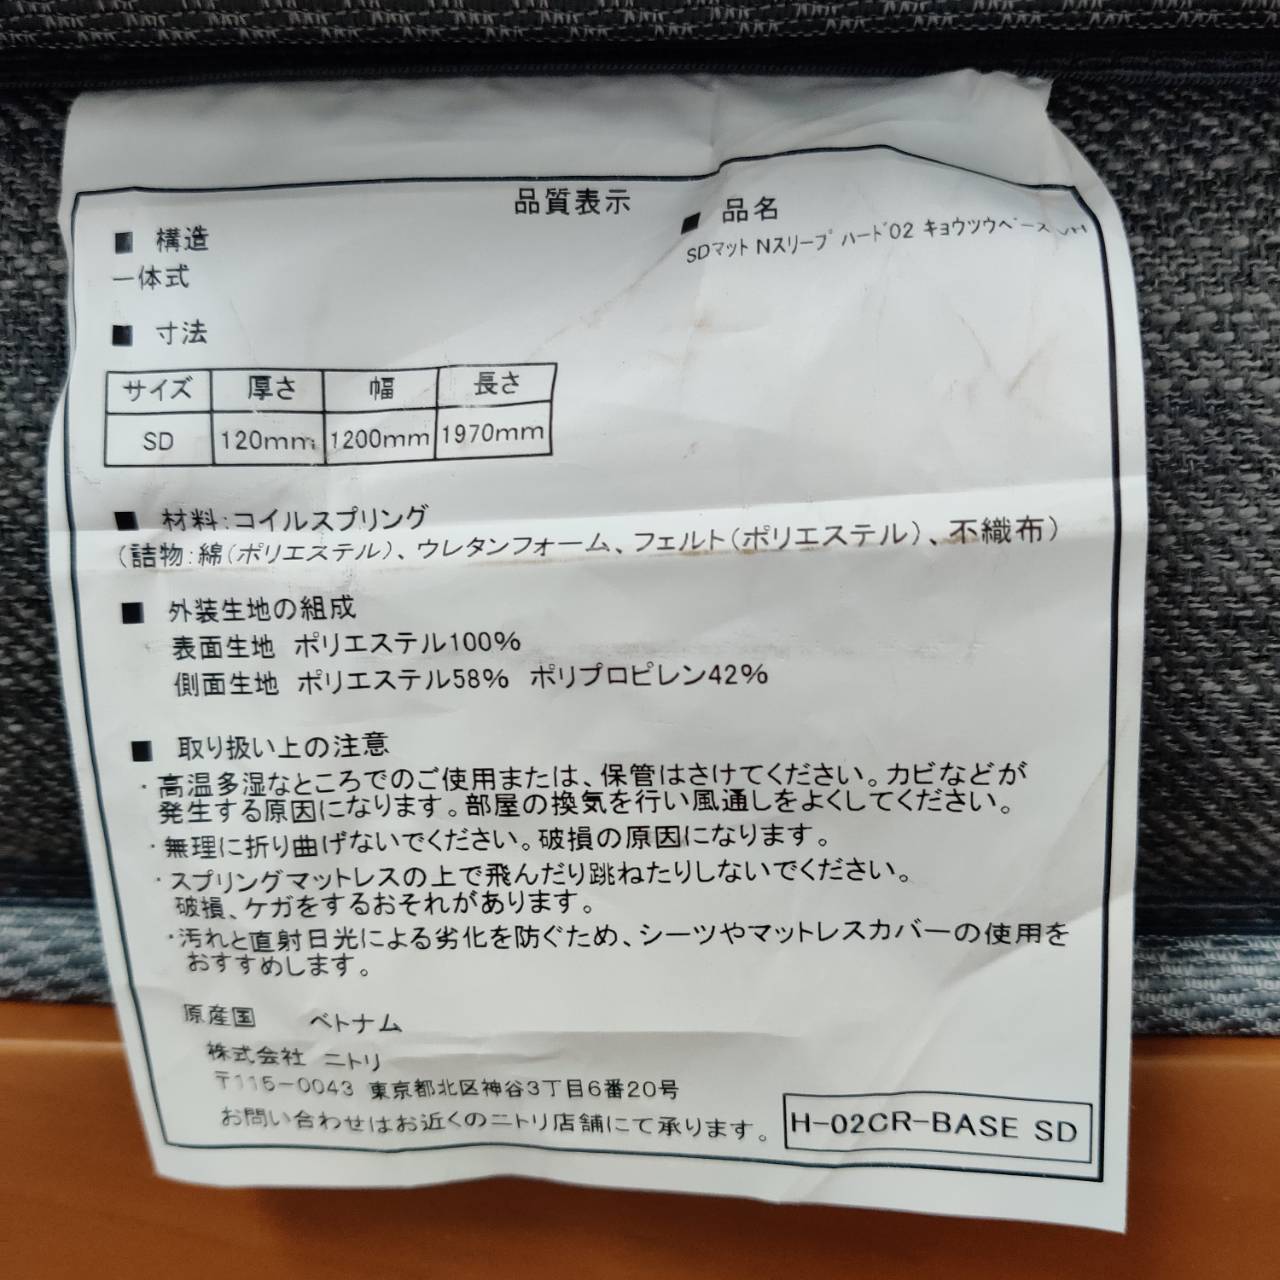 品質表示
■ 構造
一体式
■ 品名
SDマット Nスリープ ハード02 キョウツウベース VH
■ 寸法
サイズ 厚さ 幅 長さ
SD 120mm 1200mm 1970mm
■ 材料:コイルスプリング
(詰物:綿(ポリエステル)、ウレタンフォーム、フェルト(ポリエステル)、不織布)
■ 外装生地の組成
表面生地 ポリエステル100%
側面生地 ポリエステル58% ポリプロピレン42%
■ 取り扱い上の注意
・高温多湿なところでのご使用または、保管はさけてください。カビなどが
発生する原因になります。部屋の換気を行い風通しをよくしてください。
・無理に折り曲げないでください。破損の原因になります。
・スプリングマットレスの上で飛んだり跳ねたりしないでください。
破損、ケガをするおそれがあります。
・汚れと直射日光による劣化を防ぐため、シーツやマットレスカバーの使用を
おすすめします。
原産国 ベトナム
株式会社 ニトリ
〒115-0043 東京都北区神谷3丁目6番20号
お問い合わせはお近くのニトリ店舗にて承ります。
H-02CR-BASE SD